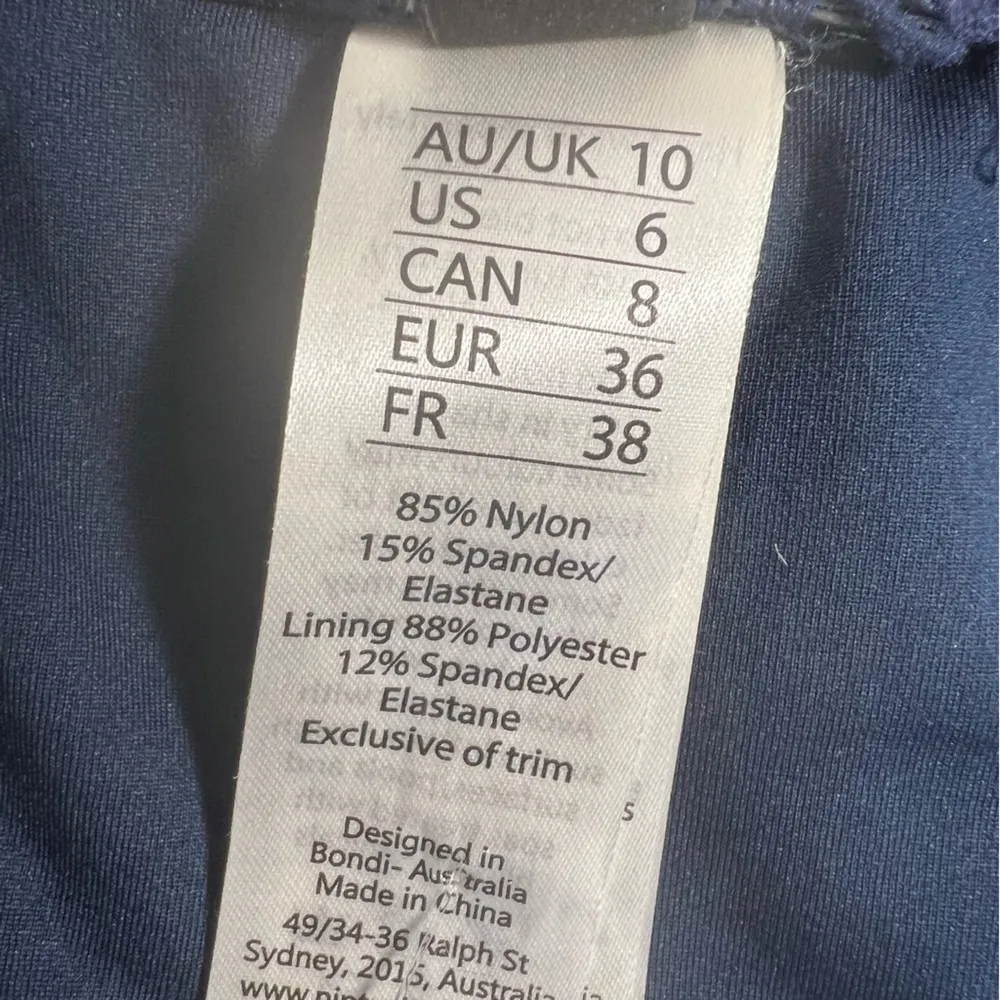 AU/UK 10
US 6
CAN 8
EUR 36
FR 38
85% Nylon
15% Spandex/
Elastane
Lining 88% Polyester
12% Spandex/
Elastane
Exclusive of trim
s
Designed in
Bondi- Australia
Made in China
49/34-36 Ralph St
Sydney, 2015, Australia